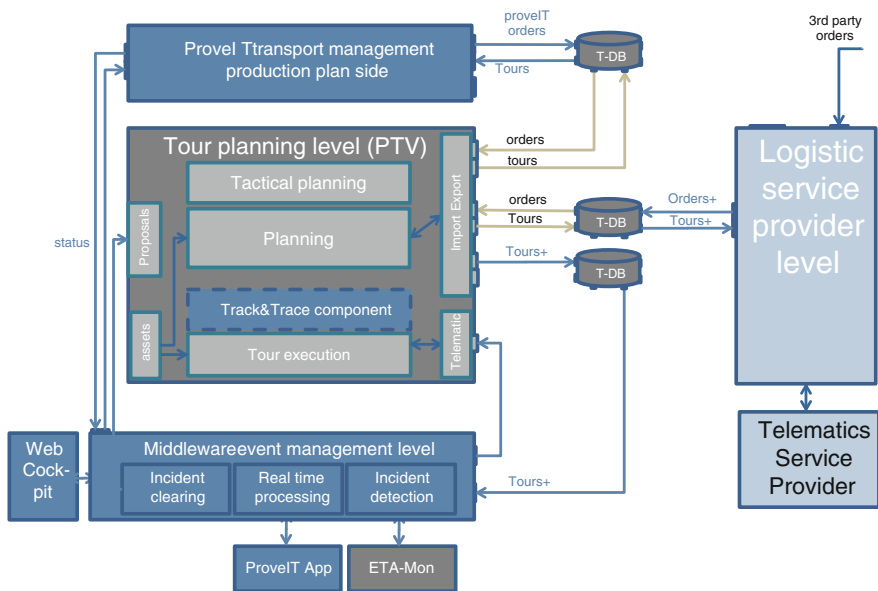 proveIT
orders
3rd party
orders
ProveI Ttransport management
production plan side
T-DB
Tours
Tour planning level (PTV)
orders
tours
Tactical planning
Logistic
service
provider
level
Import Export
orders
Orders+
Proposals
Planning
T-DB
Tours
Tours+
status
Tours+
T-DB
Track&Trace component
assets
Tour execution
Telematic
Web
Cock-
pit
Middlewareevent management level
Telematics
Service
Provider
Incident
clearing
Real time
processing
Incident
detection
Tours+
ProveIT App
ETA-Mon